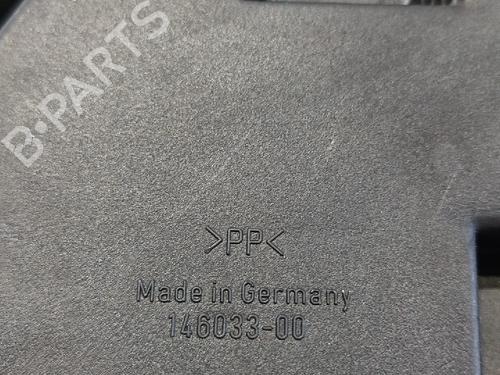 B-PARTS
>PP<
Made in Germany
146033-00